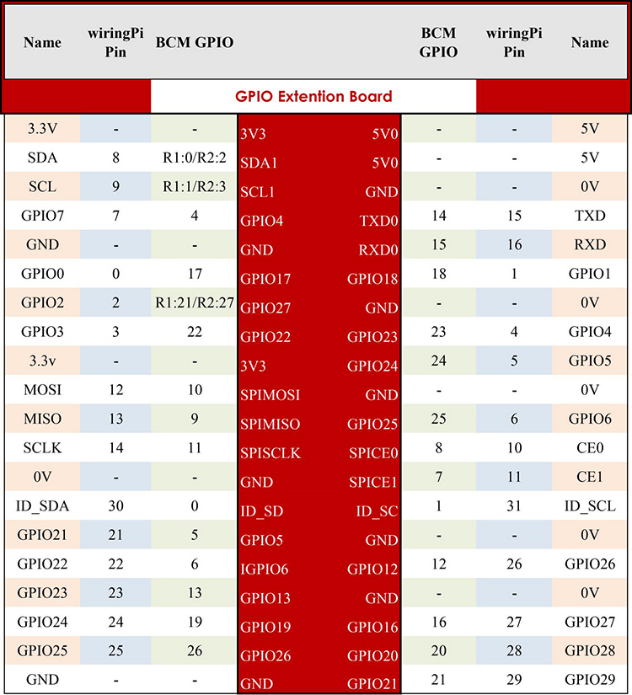 Name wiringPi Pin BCM GPIO BCM GPIO wiringPi Pin Name
GPIO Extention Board
3.3V - - 3V3 5V0 - - 5V
SDA 8 R1:0/R2:2 SDA1 5V0 - - 5V
SCL 9 R1:1/R2:3 SCL1 GND - - 0V
GPIO7 7 4 GPIO4 TXD0 14 15 TXD
GND - - GND RXD0 15 16 RXD
GPIO0 0 17 GPIO17 GPIO18 18 1 GPIO1
GPIO2 2 R1:21/R2:27 GPIO27 GND - - 0V
GPIO3 3 22 GPIO22 GPIO23 23 4 GPIO4
3.3v - - 3V3 GPIO24 24 5 GPIO5
MOSI 12 10 SPIMOSI GND - - 0V
MISO 13 9 SPIMISO GPIO25 25 6 GPIO6
SCLK 14 11 SPISCLK SPICE0 8 10 CE0
0V - - GND SPICE1 7 11 CE1
ID_SDA 30 0 ID_SD ID_SC 1 31 ID_SCL
GPIO21 21 5 GPIO5 GND - - 0V
GPIO22 22 6 IGPIO6 GPIO12 12 26 GPIO26
GPIO23 23 13 GPIO13 GND - - 0V
GPIO24 24 19 GPIO19 GPIO16 16 27 GPIO27
GPIO25 25 26 GPIO26 GPIO20 20 28 GPIO28
GND - - GND GPIO21 21 29 GPIO29